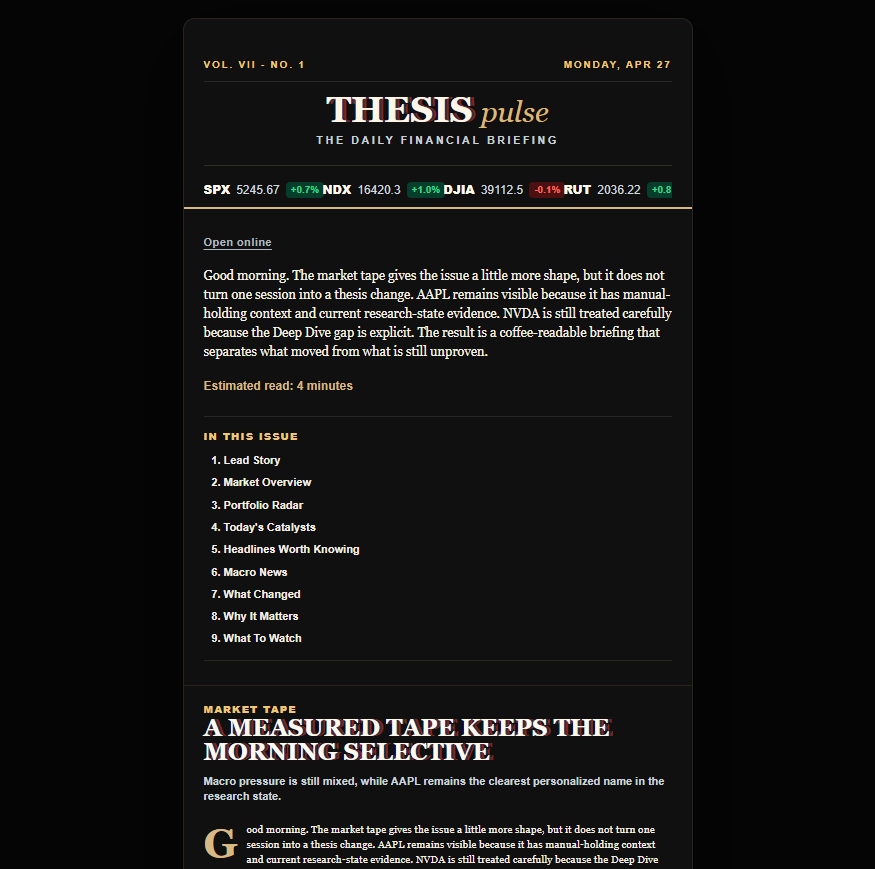 VOL. VII - NO. 1 MONDAY, APR 27
THESIS pulse
THE DAILY FINANCIAL BRIEFING
SPX 5245.67 +0.7% NDX 16420.3 +1.0% DJIA 39112.5 -0.1% RUT 2036.22 +0.8
Open online
Good morning. The market tape gives the issue a little more shape, but it does not
turn one session into a thesis change. AAPL remains visible because it has manual-
holding context and current research-state evidence. NVDA is still treated carefully
because the Deep Dive gap is explicit. The result is a coffee-readable briefing that
separates what moved from what is still unproven.
Estimated read: 4 minutes
IN THIS ISSUE
1. Lead Story
2. Market Overview
3. Portfolio Radar
4. Today's Catalysts
5. Headlines Worth Knowing
6. Macro News
7. What Changed
8. Why It Matters
9. What To Watch
MARKET TAPE
A MEASURED TAPE KEEPS THE
MORNING SELECTIVE
Macro pressure is still mixed, while AAPL remains the clearest personalized name in the
research state.
Good morning. The market tape gives the issue a little more shape, but it does not turn one
session into a thesis change. AAPL remains visible because it has manual-holding context
and current research-state evidence. NVDA is still treated carefully because the Deep Dive